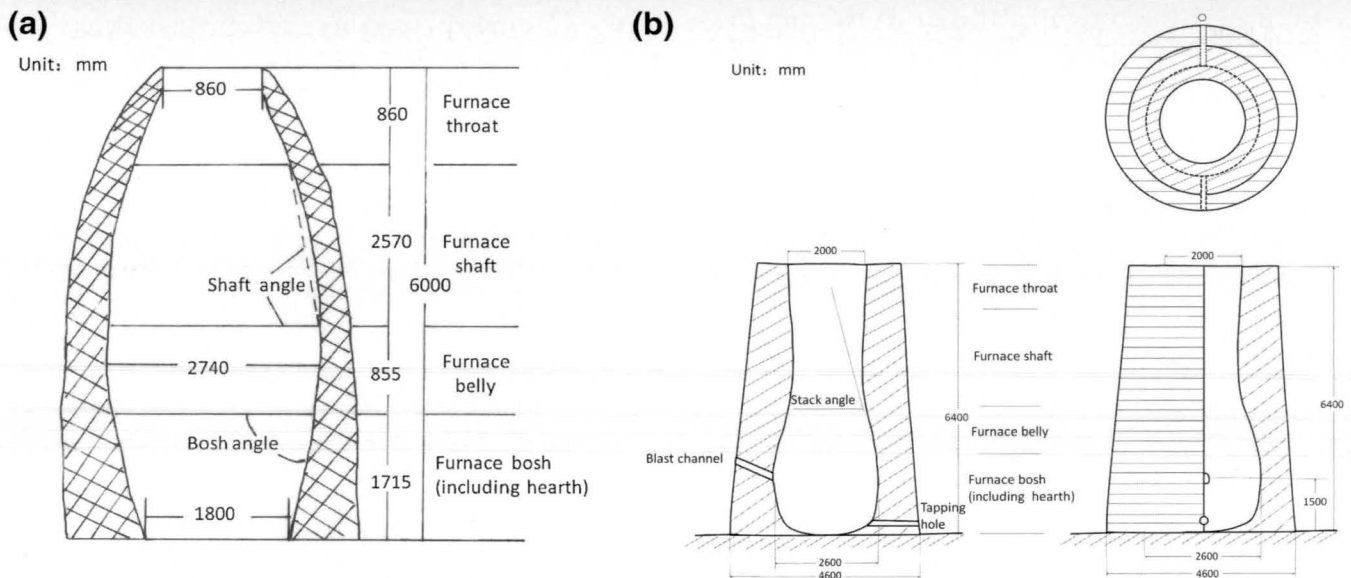 (a)
Unit: mm
860
860
Furnace
throat
2570
Furnace
shaft
Shaft angle
6000
2740
855
Furnace
belly
Bosh angle
1715
Furnace bosh
(including hearth)
1800
(b)
Unit: mm
2000
Furnace throat
Furnace shaft
Stack angle
6400
Furnace belly
Blast channel
Furnace bosh
(including hearth)
Tapping
hole
2600
4600
2000
6400
1500
2600
4600